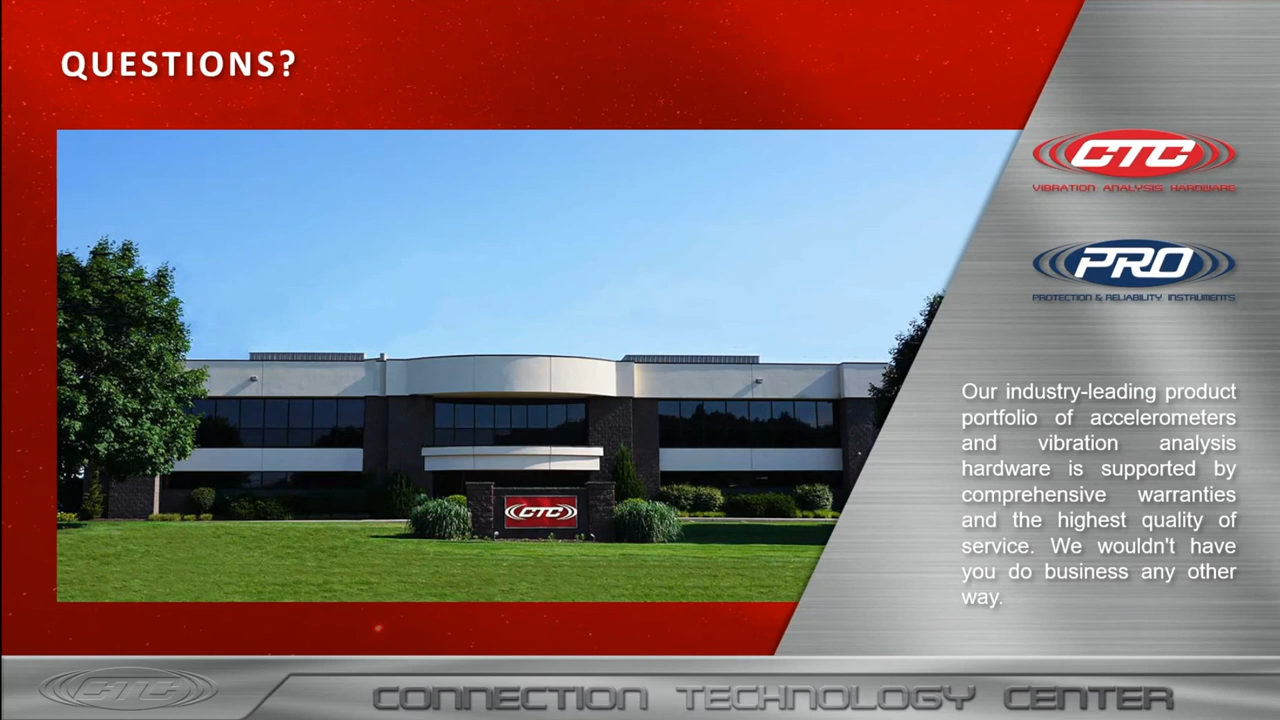 QUESTIONS?
CTC
VIBRATION ANALYSIS HARDWARE
PRO
PROTECTION & RELIABILITY INSTRUMENTS
Our industry-leading product
portfolio of accelerometers
and vibration analysis
hardware is supported by
comprehensive warranties
and the highest quality of
service. We wouldn't have
you do business any other
way.
CTC
CTC
CONNECTION TECHNOLOGY CENTER